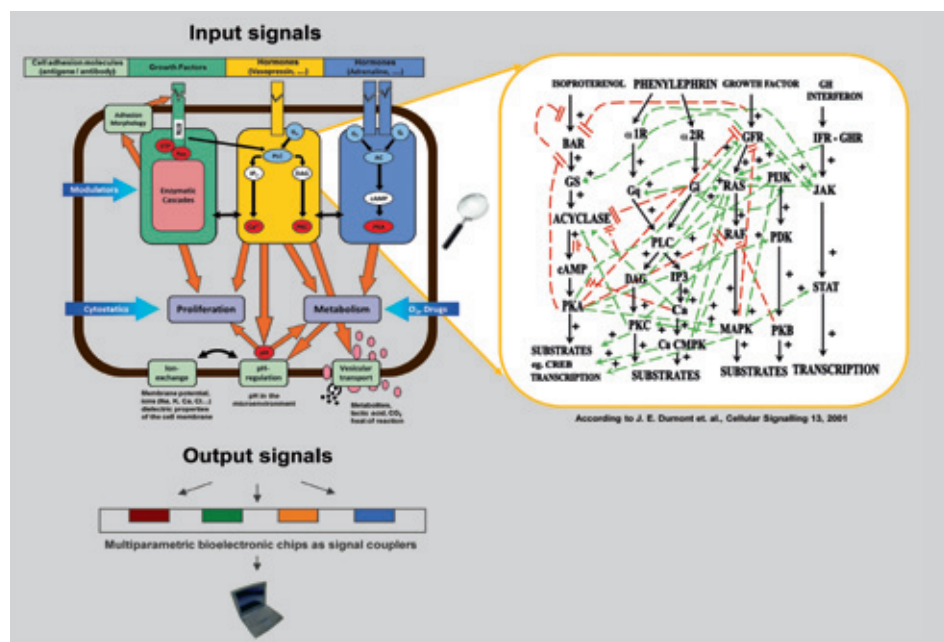 Input signals
Cell adhesion molecules
(antigens / antibody)
Growth Factors
Hormones
(Vasopressin, ....)
Hormones
(Adrenaline, ....)
Adhesion
Morphology
Enzymatic
Cascades
PLC
IP₃
DAG
Ca²⁺
PKC
AC
cAMP
PKA
Modulators
Cytostatics
Proliferation
Metabolism
O₂, Drugs
pH
Ion-
exchange
pH-
regulation
Vesicular
transport
Membrane potential,
ions (Na, K, Ca, Cl...)
dielectric properties
of the cell membrane
pH in the
microenvironment
Metabolites,
lactic acid, CO₂
heat of reaction
ISOPROTERENOL PHENYLEPHRIN GROWTH FACTOR GH
INTERFERON
BAR α1R α2R GFR IFR - GHR
GS Gq Gi RAS PI3K JAK
ACYCLASE PLC RAF PDK
cAMP DAG IP3 STAT
PKA Ca
PKC Ca CMPK MAPK PKB
SUBSTRATES
eg. CREB
TRANSCRIPTION
SUBSTRATES SUBSTRATES TRANSCRIPTION
According to J. E. Dumont et. al., Cellular Signalling 13, 2001
Output signals
Multiparametric bioelectronic chips as signal couplers